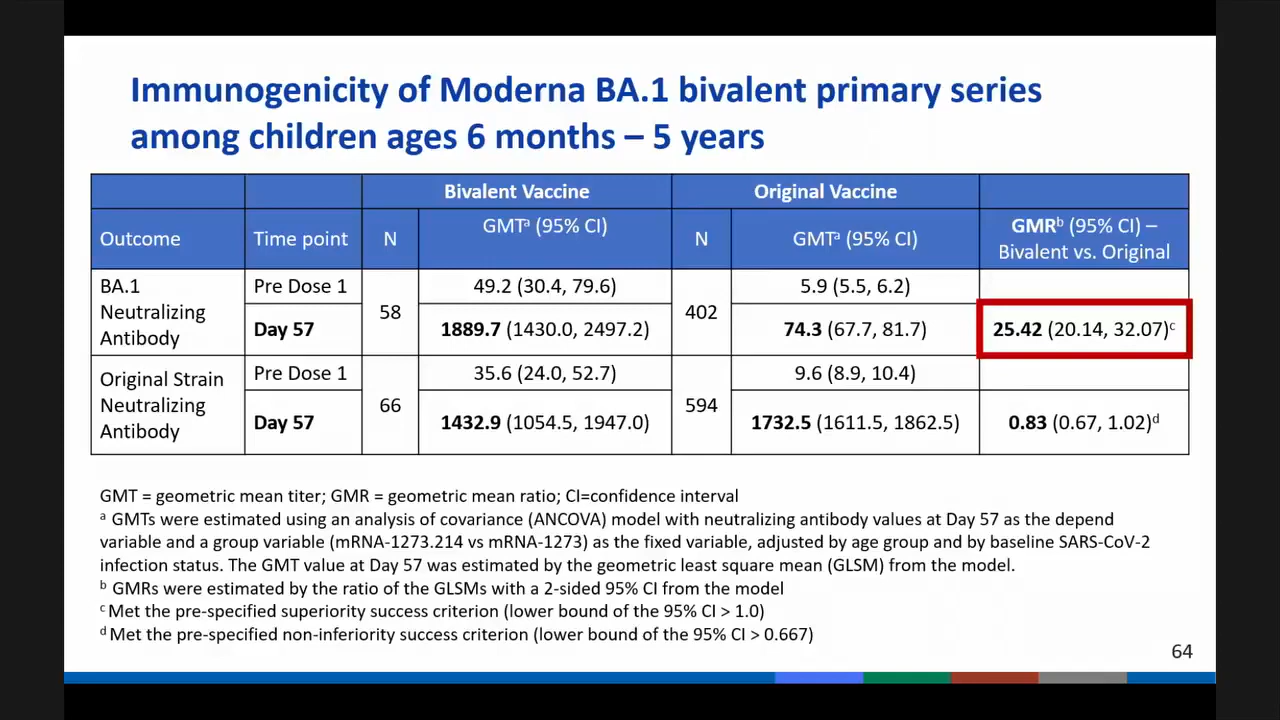 Immunogenicity of Moderna BA.1 bivalent primary series
among children ages 6 months – 5 years
Bivalent Vaccine Original Vaccine
Outcome Time point N GMTᵃ (95% CI) N GMTᵃ (95% CI) GMRᵇ (95% CI) –
Bivalent vs. Original
BA.1
Neutralizing
Antibody
Pre Dose 1 58 49.2 (30.4, 79.6) 402 5.9 (5.5, 6.2)
Day 57 1889.7 (1430.0, 2497.2) 74.3 (67.7, 81.7) 25.42 (20.14, 32.07)ᶜ
Original Strain
Neutralizing
Antibody
Pre Dose 1 66 35.6 (24.0, 52.7) 594 9.6 (8.9, 10.4)
Day 57 1432.9 (1054.5, 1947.0) 1732.5 (1611.5, 1862.5) 0.83 (0.67, 1.02)ᵈ
GMT = geometric mean titer; GMR = geometric mean ratio; CI=confidence interval
ᵃ GMTs were estimated using an analysis of covariance (ANCOVA) model with neutralizing antibody values at Day 57 as the depend
variable and a group variable (mRNA-1273.214 vs mRNA-1273) as the fixed variable, adjusted by age group and by baseline SARS-CoV-2
infection status. The GMT value at Day 57 was estimated by the geometric least square mean (GLSM) from the model.
ᵇ GMRs were estimated by the ratio of the GLSMs with a 2-sided 95% CI from the model
ᶜ Met the pre-specified superiority success criterion (lower bound of the 95% CI > 1.0)
ᵈ Met the pre-specified non-inferiority success criterion (lower bound of the 95% CI > 0.667)
64